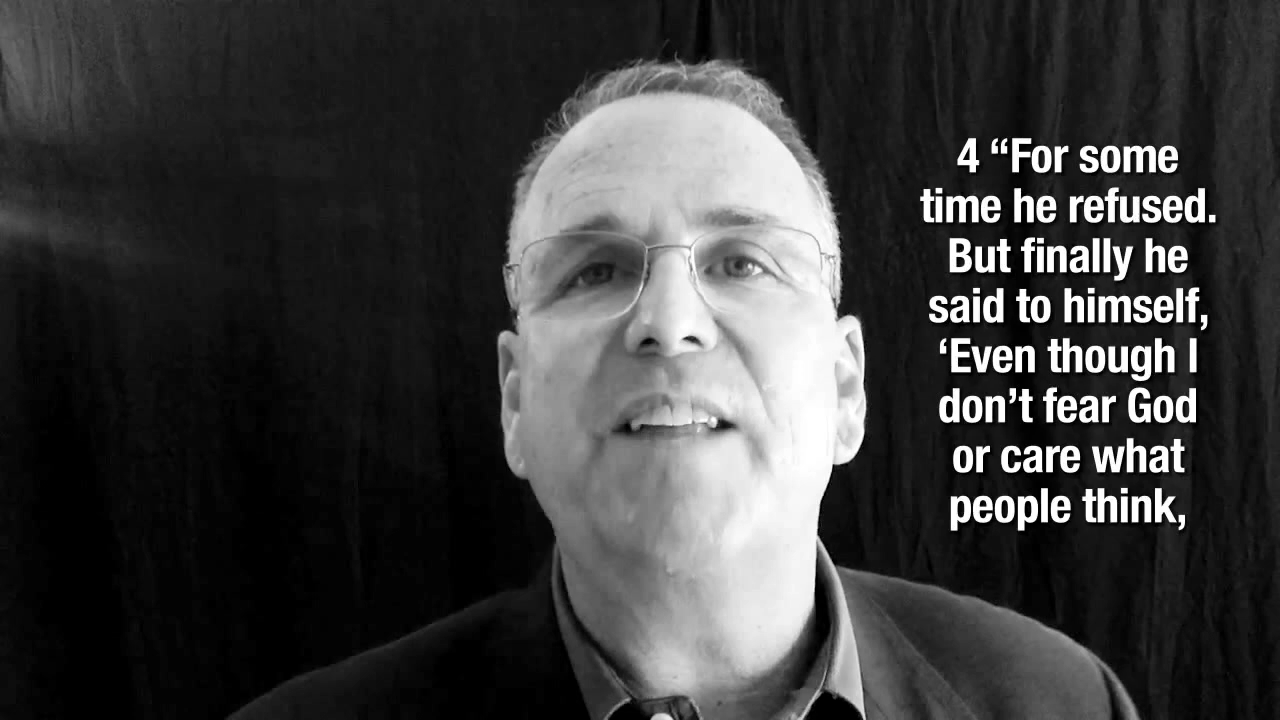 4 “For some
time he refused.
But finally he
said to himself,
‘Even though I
don’t fear God
or care what
people think,